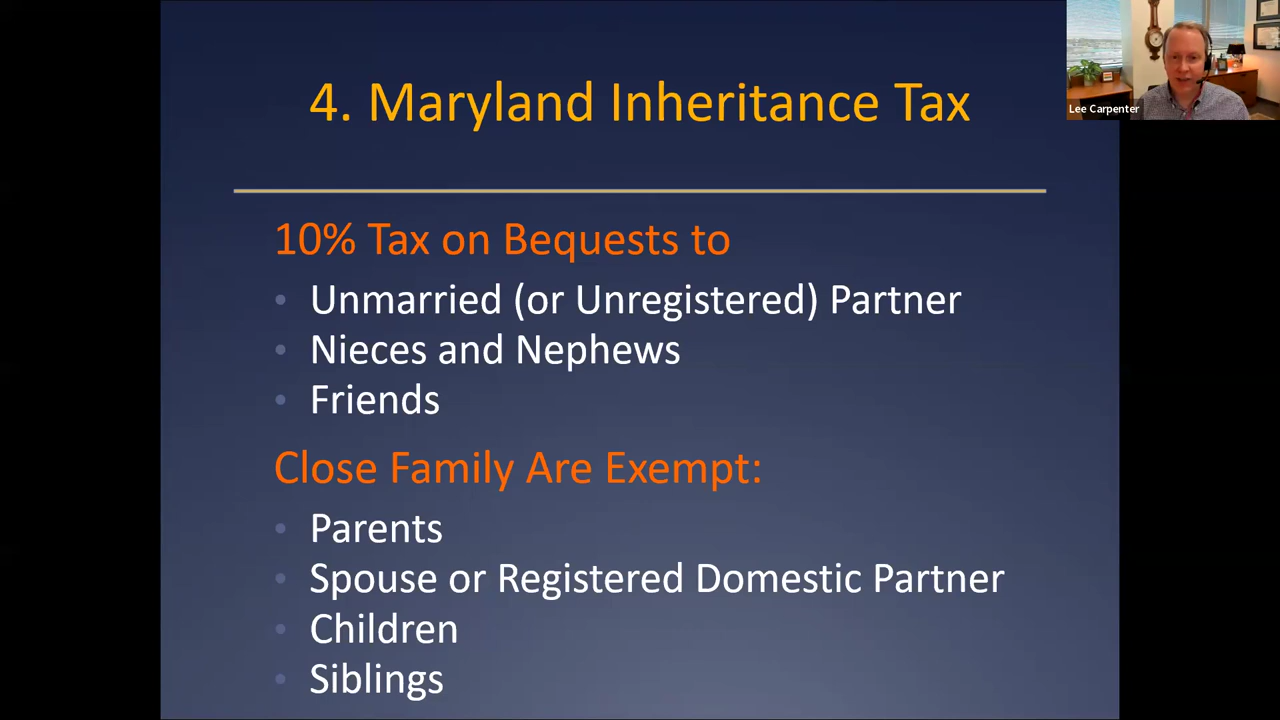 4. Maryland Inheritance Tax
Lee Carpenter
10% Tax on Bequests to
• Unmarried (or Unregistered) Partner
• Nieces and Nephews
• Friends
Close Family Are Exempt:
• Parents
• Spouse or Registered Domestic Partner
• Children
• Siblings